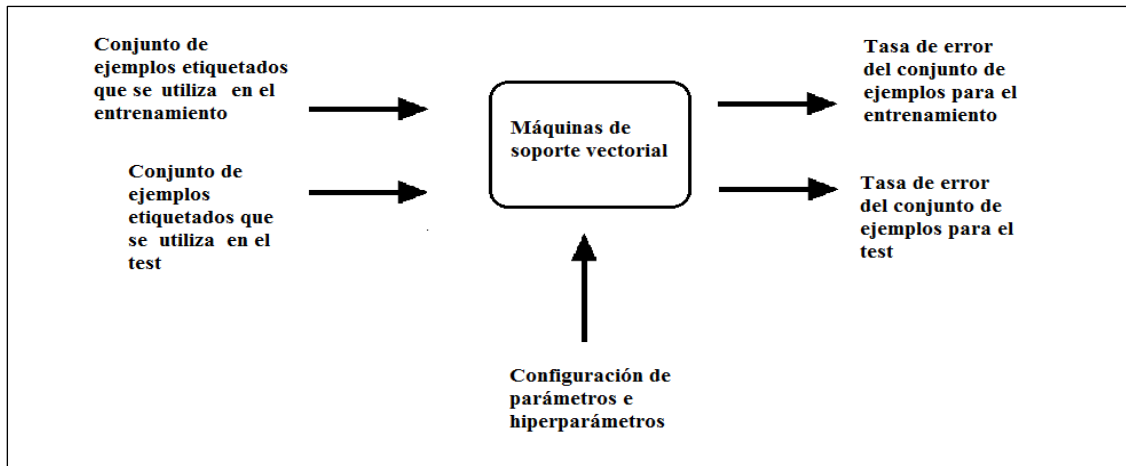 Conjunto de
ejemplos etiquetados
que se utiliza en el
entrenamiento
Conjunto de
ejemplos
etiquetados que
se utiliza en el
test
Máquinas de
soporte vectorial
Configuración de
parámetros e
hiperparámetros
Tasa de error
del conjunto de
ejemplos para el
entrenamiento
Tasa de error
del conjunto de
ejemplos para el
test